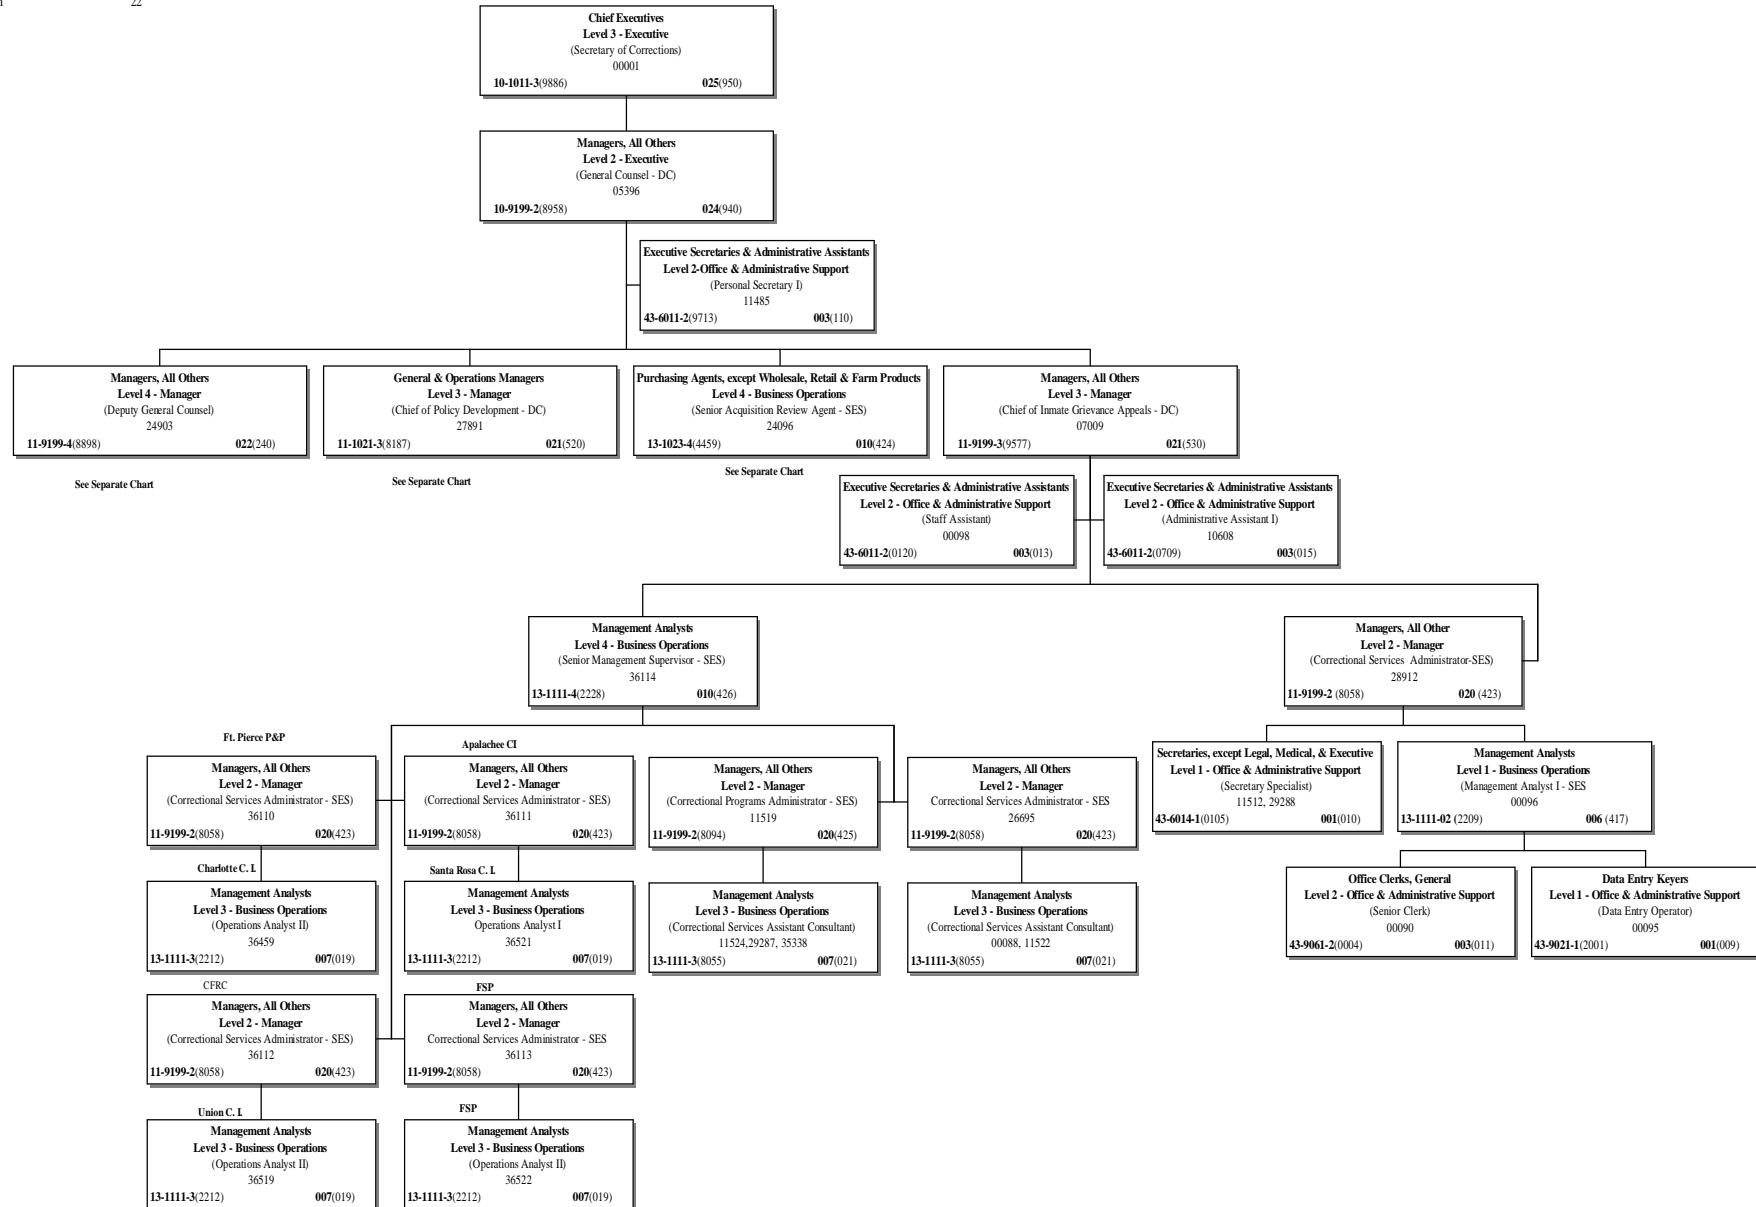 22
Chief Executives
Level 3 - Executive
(Secretary of Corrections)
00001
10-1011-3(9886) 025(950)
Managers, All Others
Level 2 - Executive
(General Counsel - DC)
05396
10-9199-2(8958) 024(940)
Executive Secretaries & Administrative Assistants
Level 2-Office & Administrative Support
(Personal Secretary I)
11485
43-6011-2(9713) 003(110)
Managers, All Others
Level 4 - Manager
(Deputy General Counsel)
24903
11-9199-4(8898) 022(240)
See Separate Chart
General & Operations Managers
Level 3 - Manager
(Chief of Policy Development - DC)
27891
11-1021-3(8187) 021(520)
See Separate Chart
Purchasing Agents, except Wholesale, Retail & Farm Products
Level 4 - Business Operations
(Senior Acquisition Review Agent - SES)
24096
13-1023-4(4459) 010(424)
See Separate Chart
Managers, All Others
Level 3 - Manager
(Chief of Inmate Grievance Appeals - DC)
07009
11-9199-3(9577) 021(530)
Executive Secretaries & Administrative Assistants
Level 2 - Office & Administrative Support
(Staff Assistant)
00098
43-6011-2(0120) 003(013)
Executive Secretaries & Administrative Assistants
Level 2 - Office & Administrative Support
(Administrative Assistant I)
10608
43-6011-2(0709) 003(015)
Management Analysts
Level 4 - Business Operations
(Senior Management Supervisor - SES)
36114
13-1111-4(2228) 010(426)
Managers, All Other
Level 2 - Manager
(Correctional Services Administrator-SES)
28912
11-9199-2 (8058) 020 (423)
Ft. Pierce P&P
Managers, All Others
Level 2 - Manager
(Correctional Services Administrator - SES)
36110
11-9199-2(8058) 020(423)
Apalachee CI
Managers, All Others
Level 2 - Manager
(Correctional Services Administrator - SES)
36111
11-9199-2(8058) 020(423)
Managers, All Others
Level 2 - Manager
(Correctional Programs Administrator - SES)
11519
11-9199-2(8094) 020(425)
Managers, All Others
Level 2 - Manager
Correctional Services Administrator - SES
26695
11-9199-2(8058) 020(423)
Secretaries, except Legal, Medical, & Executive
Level 1 - Office & Administrative Support
(Secretary Specialist)
11512, 29288
43-6014-1(0105) 001(010)
Management Analysts
Level 1 - Business Operations
(Management Analyst I - SES
00096
13-1111-02 (2209) 006 (417)
Charlotte C. I.
Management Analysts
Level 3 - Business Operations
(Operations Analyst II)
36459
13-1111-3(2212) 007(019)
Santa Rosa C. I.
Management Analysts
Level 3 - Business Operations
Operations Analyst I
36521
13-1111-3(2212) 007(019)
Management Analysts
Level 3 - Business Operations
(Correctional Services Assistant Consultant)
11524,29287, 35338
13-1111-3(8055) 007(021)
Management Analysts
Level 3 - Business Operations
(Correctional Services Assistant Consultant)
00088, 11522
13-1111-3(8055) 007(021)
Office Clerks, General
Level 2 - Office & Administrative Support
(Senior Clerk)
00090
43-9061-2(0004) 003(011)
Data Entry Keyers
Level 1 - Office & Administrative Support
(Data Entry Operator)
00095
43-9021-1(2001) 001(009)
CFRC
Managers, All Others
Level 2 - Manager
(Correctional Services Administrator - SES)
36112
11-9199-2(8058) 020(423)
FSP
Managers, All Others
Level 2 - Manager
Correctional Services Administrator - SES
36113
11-9199-2(8058) 020(423)
Union C. I.
Management Analysts
Level 3 - Business Operations
(Operations Analyst II)
36519
13-1111-3(2212) 007(019)
FSP
Management Analysts
Level 3 - Business Operations
(Operations Analyst II)
36522
13-1111-3(2212) 007(019)